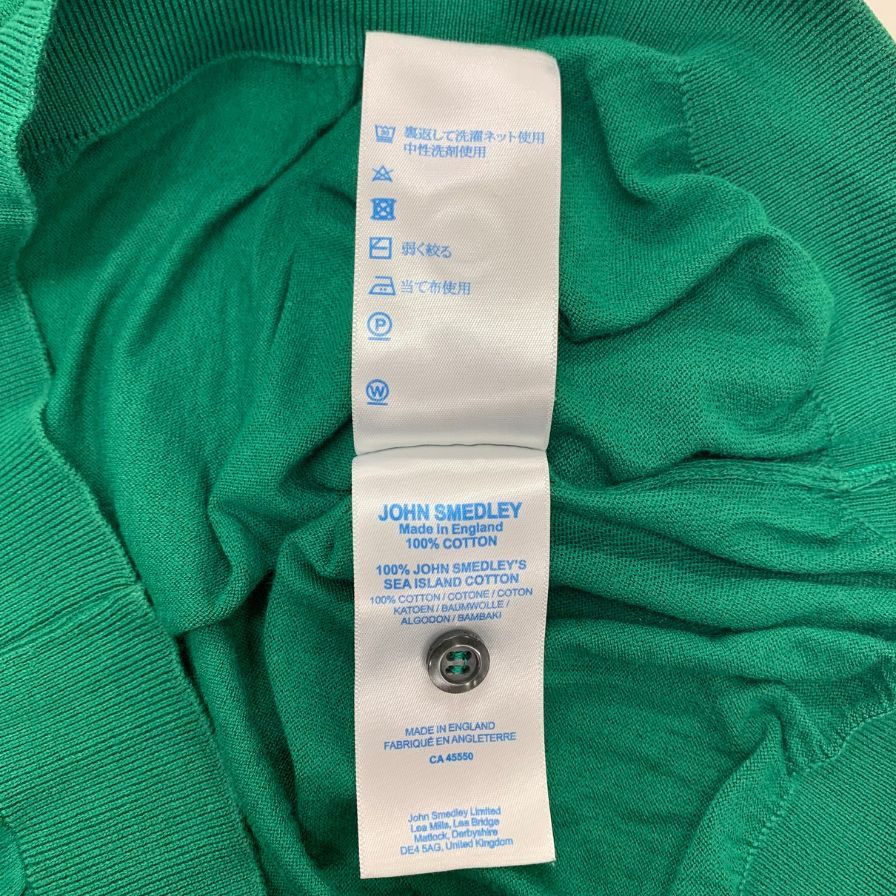 30
裏返して洗濯ネット使用
中性洗剤使用
弱く絞る
当て布使用
P
W
JOHN SMEDLEY
Made in England
100% COTTON
100% JOHN SMEDLEY'S
SEA ISLAND COTTON
100% COTTON / COTONE / COTON
KATOEN / BAUMWOLLE /
ALGODON / BAMBAKI
MADE IN ENGLAND
FABRIQUÉ EN ANGLETERRE
CA 45550
John Smedley Limited
Lea Mills, Lea Bridge
Matlock, Derbyshire
DE4 5AG, United Kingdom